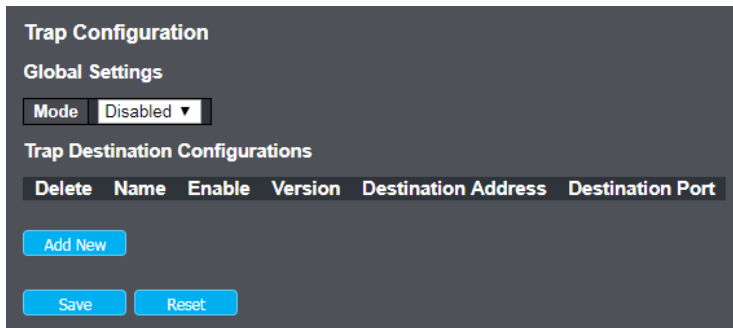 Trap Configuration
Global Settings
Mode Disabled ▼
Trap Destination Configurations
Delete Name Enable Version Destination Address Destination Port
Add New
Save Reset